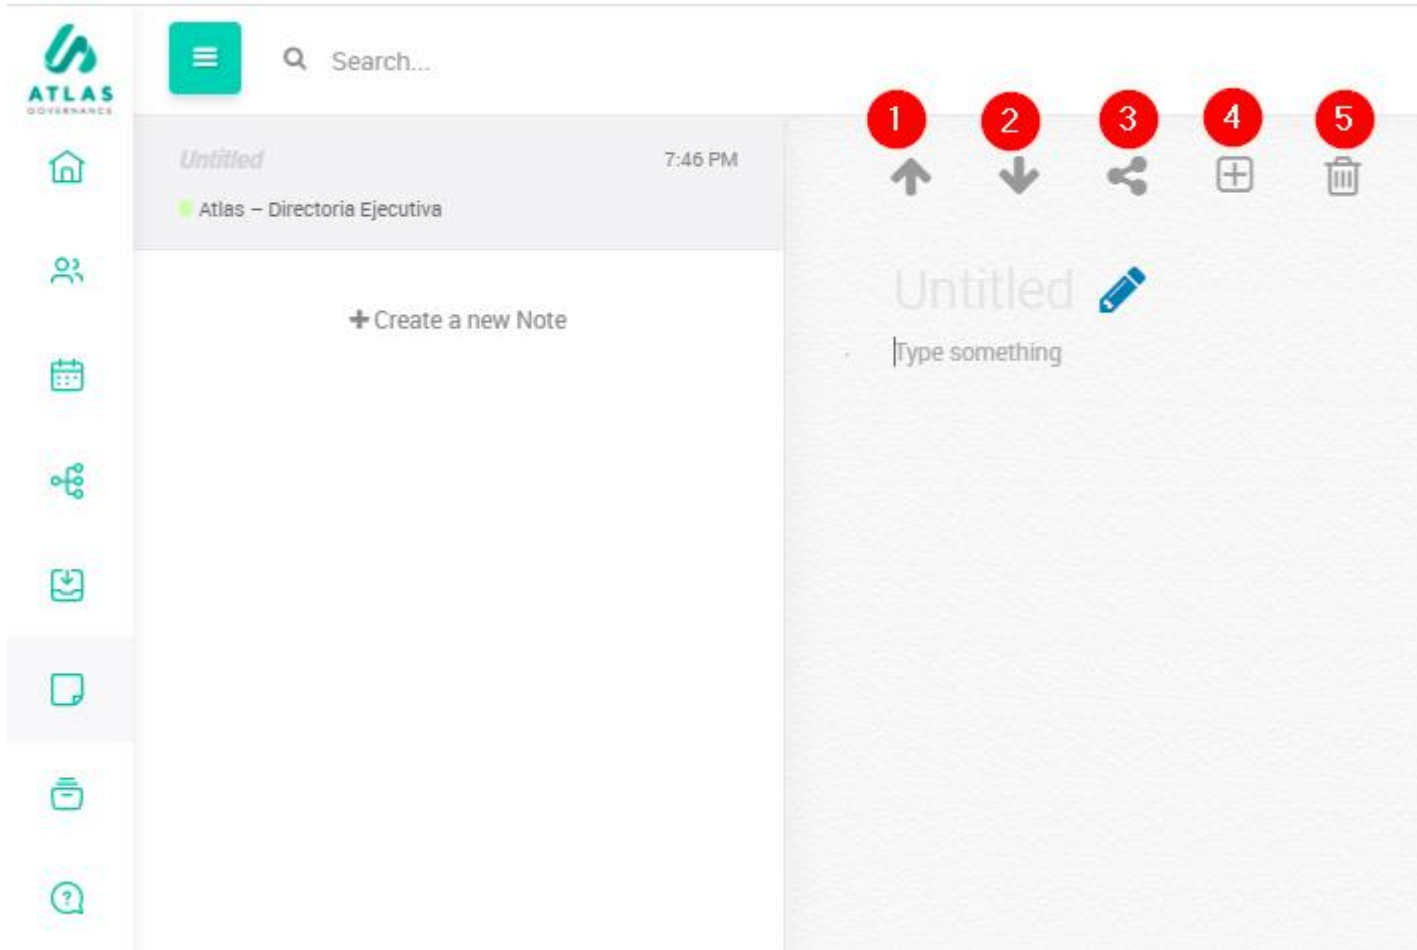 ATLAS
GOVERNANCE
Search...
1 2 3 4 5
Untitled 7:46 PM
Atlas – Directoria Ejecutiva
+ Create a new Note
Untitled
Type something